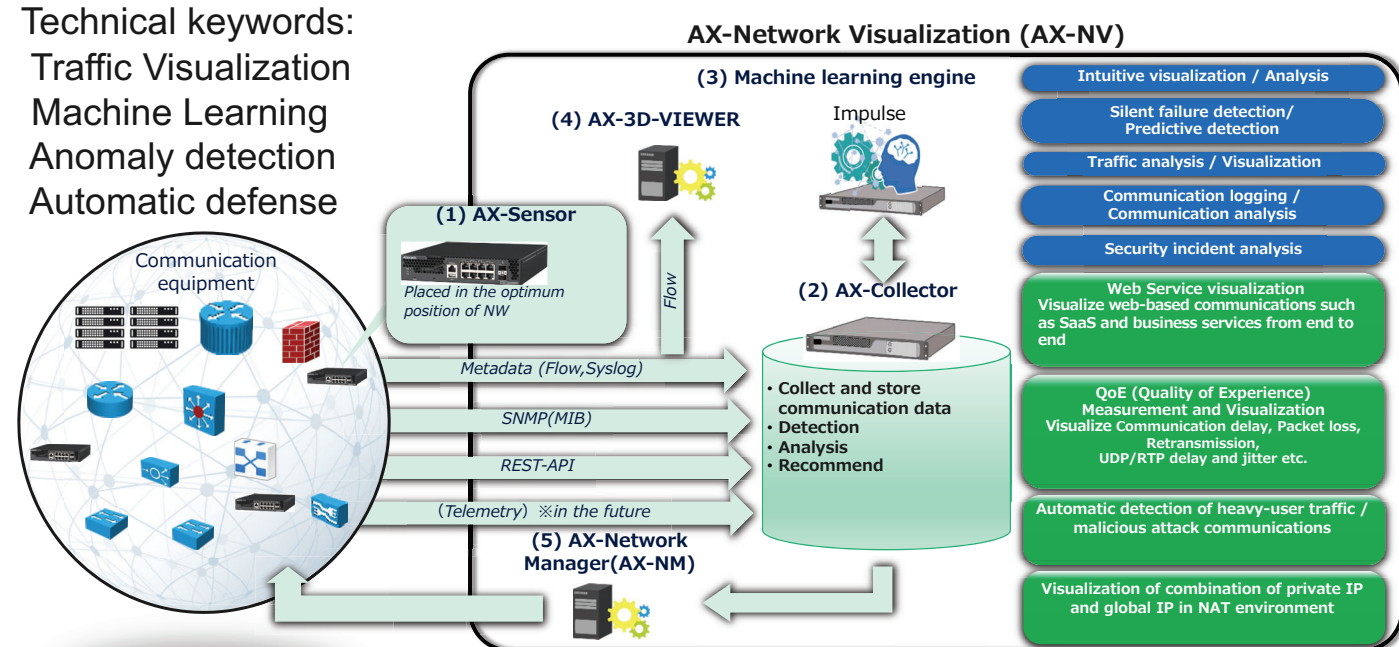 Technical keywords:
Traffic Visualization
Machine Learning
Anomaly detection
Automatic defense
AX-Network Visualization (AX-NV)
(3) Machine learning engine
Impulse
(4) AX-3D-VIEWER
(1) AX-Sensor
Placed in the optimum
position of NW
Communication
equipment
Flow
(2) AX-Collector
Metadata (Flow,Syslog)
SNMP(MIB)
REST-API
(Telemetry) ※in the future
・Collect and store
communication data
・Detection
・Analysis
・Recommend
(5) AX-Network
Manager(AX-NM)
Intuitive visualization / Analysis
Silent failure detection/
Predictive detection
Traffic analysis / Visualization
Communication logging /
Communication analysis
Security incident analysis
Web Service visualization
Visualize web-based communications such
as SaaS and business services from end to
end
QoE (Quality of Experience)
Measurement and Visualization
Visualize Communication delay, Packet loss,
Retransmission,
UDP/RTP delay and jitter etc.
Automatic detection of heavy-user traffic /
malicious attack communications
Visualization of combination of private IP
and global IP in NAT environment